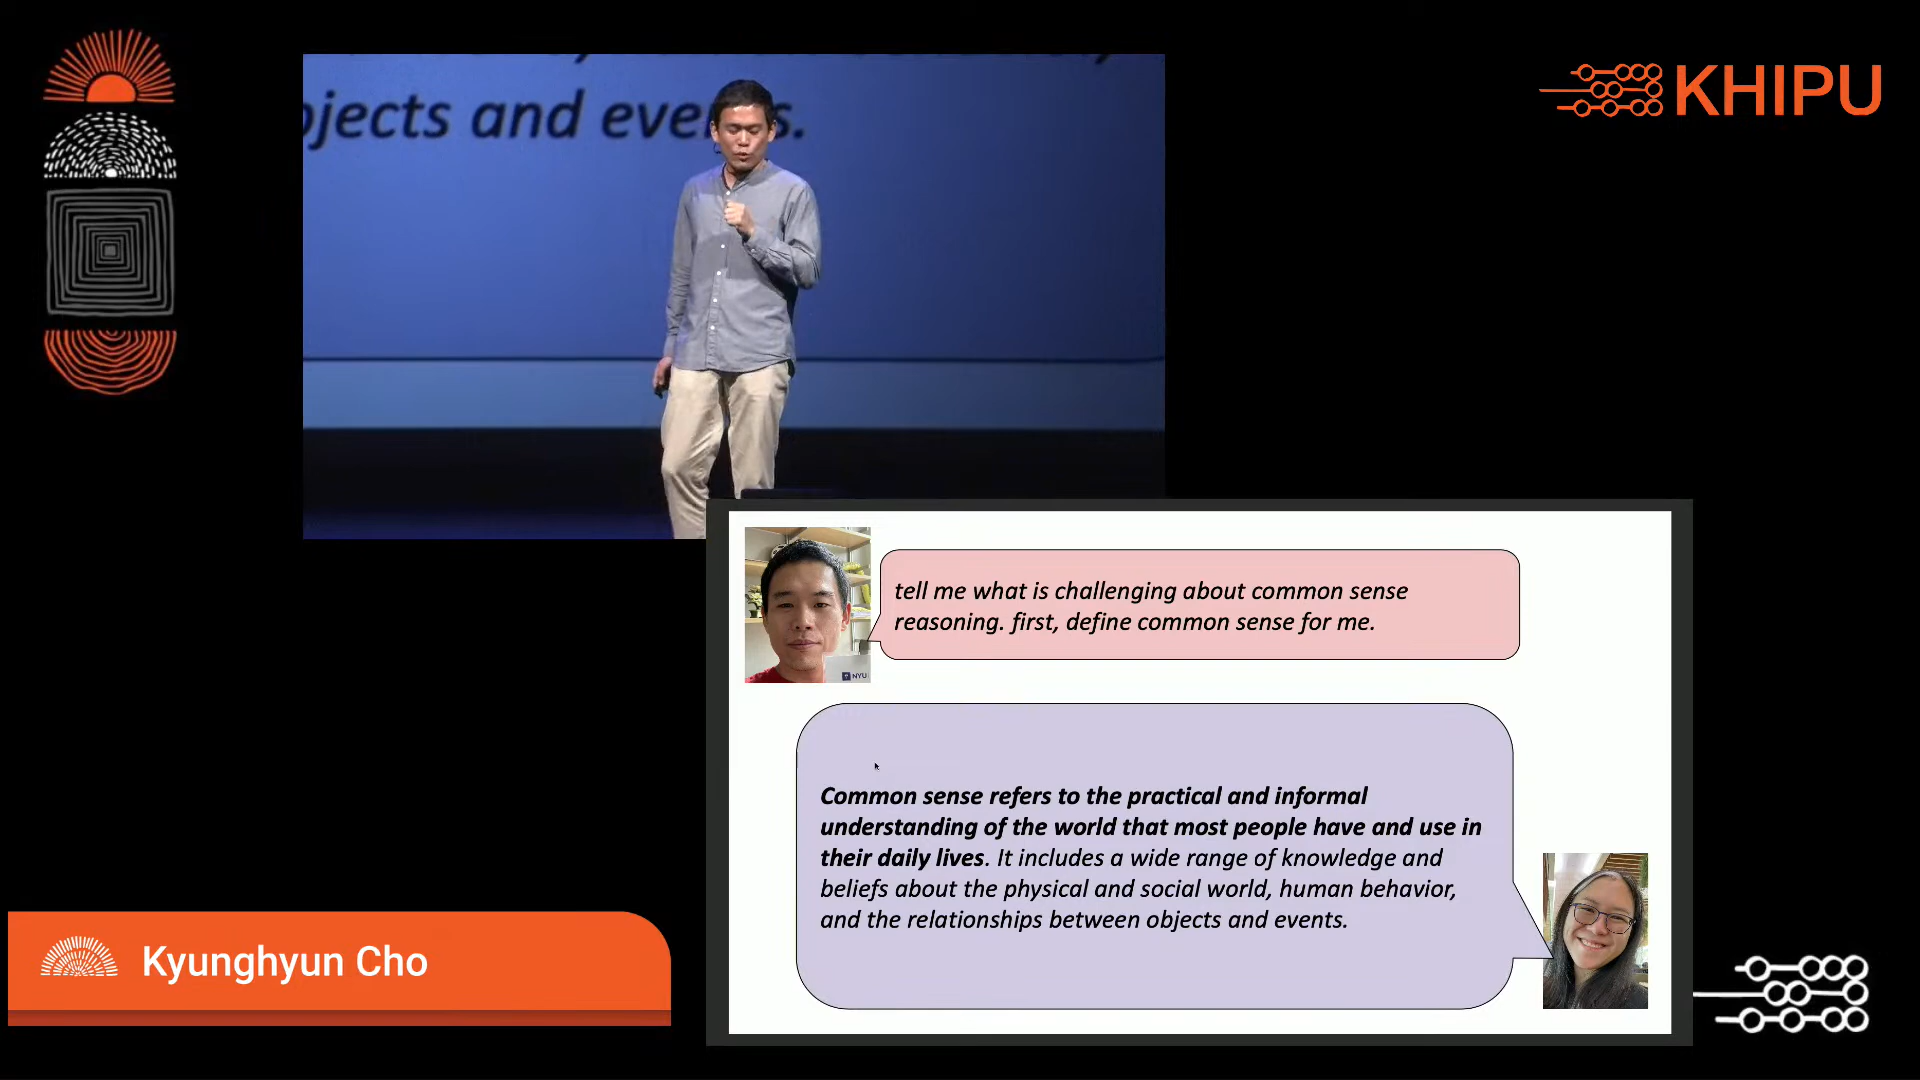 KHIPU
objects and events.
tell me what is challenging about common sense
reasoning. first, define common sense for me.
NYU
Common sense refers to the practical and informal
understanding of the world that most people have and use in
their daily lives. It includes a wide range of knowledge and
beliefs about the physical and social world, human behavior,
and the relationships between objects and events.
Kyunghyun Cho